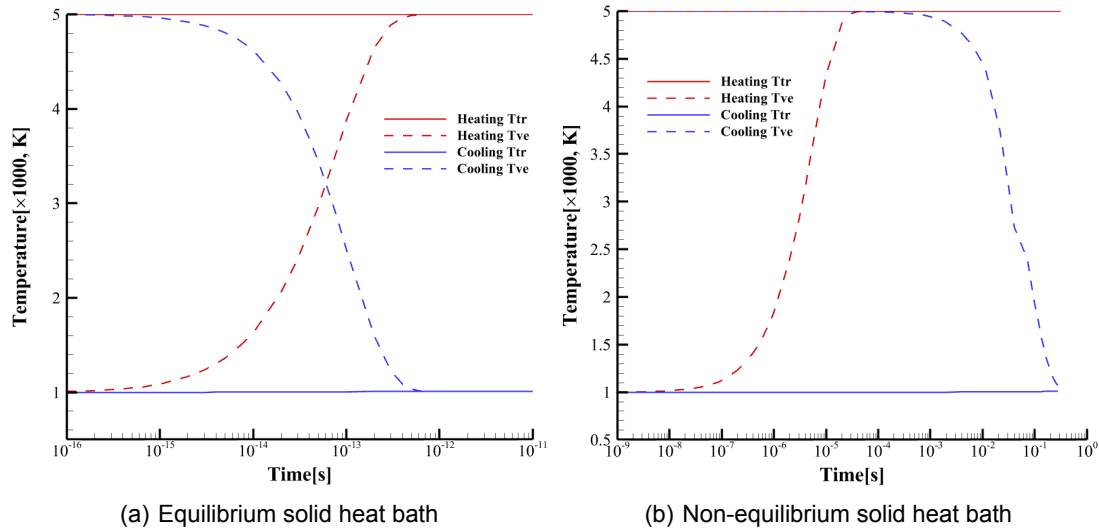 Temperature[×1000, K]
5
4
3
2
1
Heating Ttr
Heating Tve
Cooling Ttr
Cooling Tve
10⁻¹⁶
10⁻¹⁵
10⁻¹⁴
10⁻¹³
10⁻¹²
10⁻¹¹
Time[s]
(a) Equilibrium solid heat bath
Temperature[×1000, K]
5
4.5
4
3.5
3
2.5
2
1.5
1
0.5
Heating Ttr
Heating Tve
Cooling Ttr
Cooling Tve
10⁻⁹
10⁻⁸
10⁻⁷
10⁻⁶
10⁻⁵
10⁻⁴
10⁻³
10⁻²
10⁻¹
10⁰
Time[s]
(b) Non-equilibrium solid heat bath